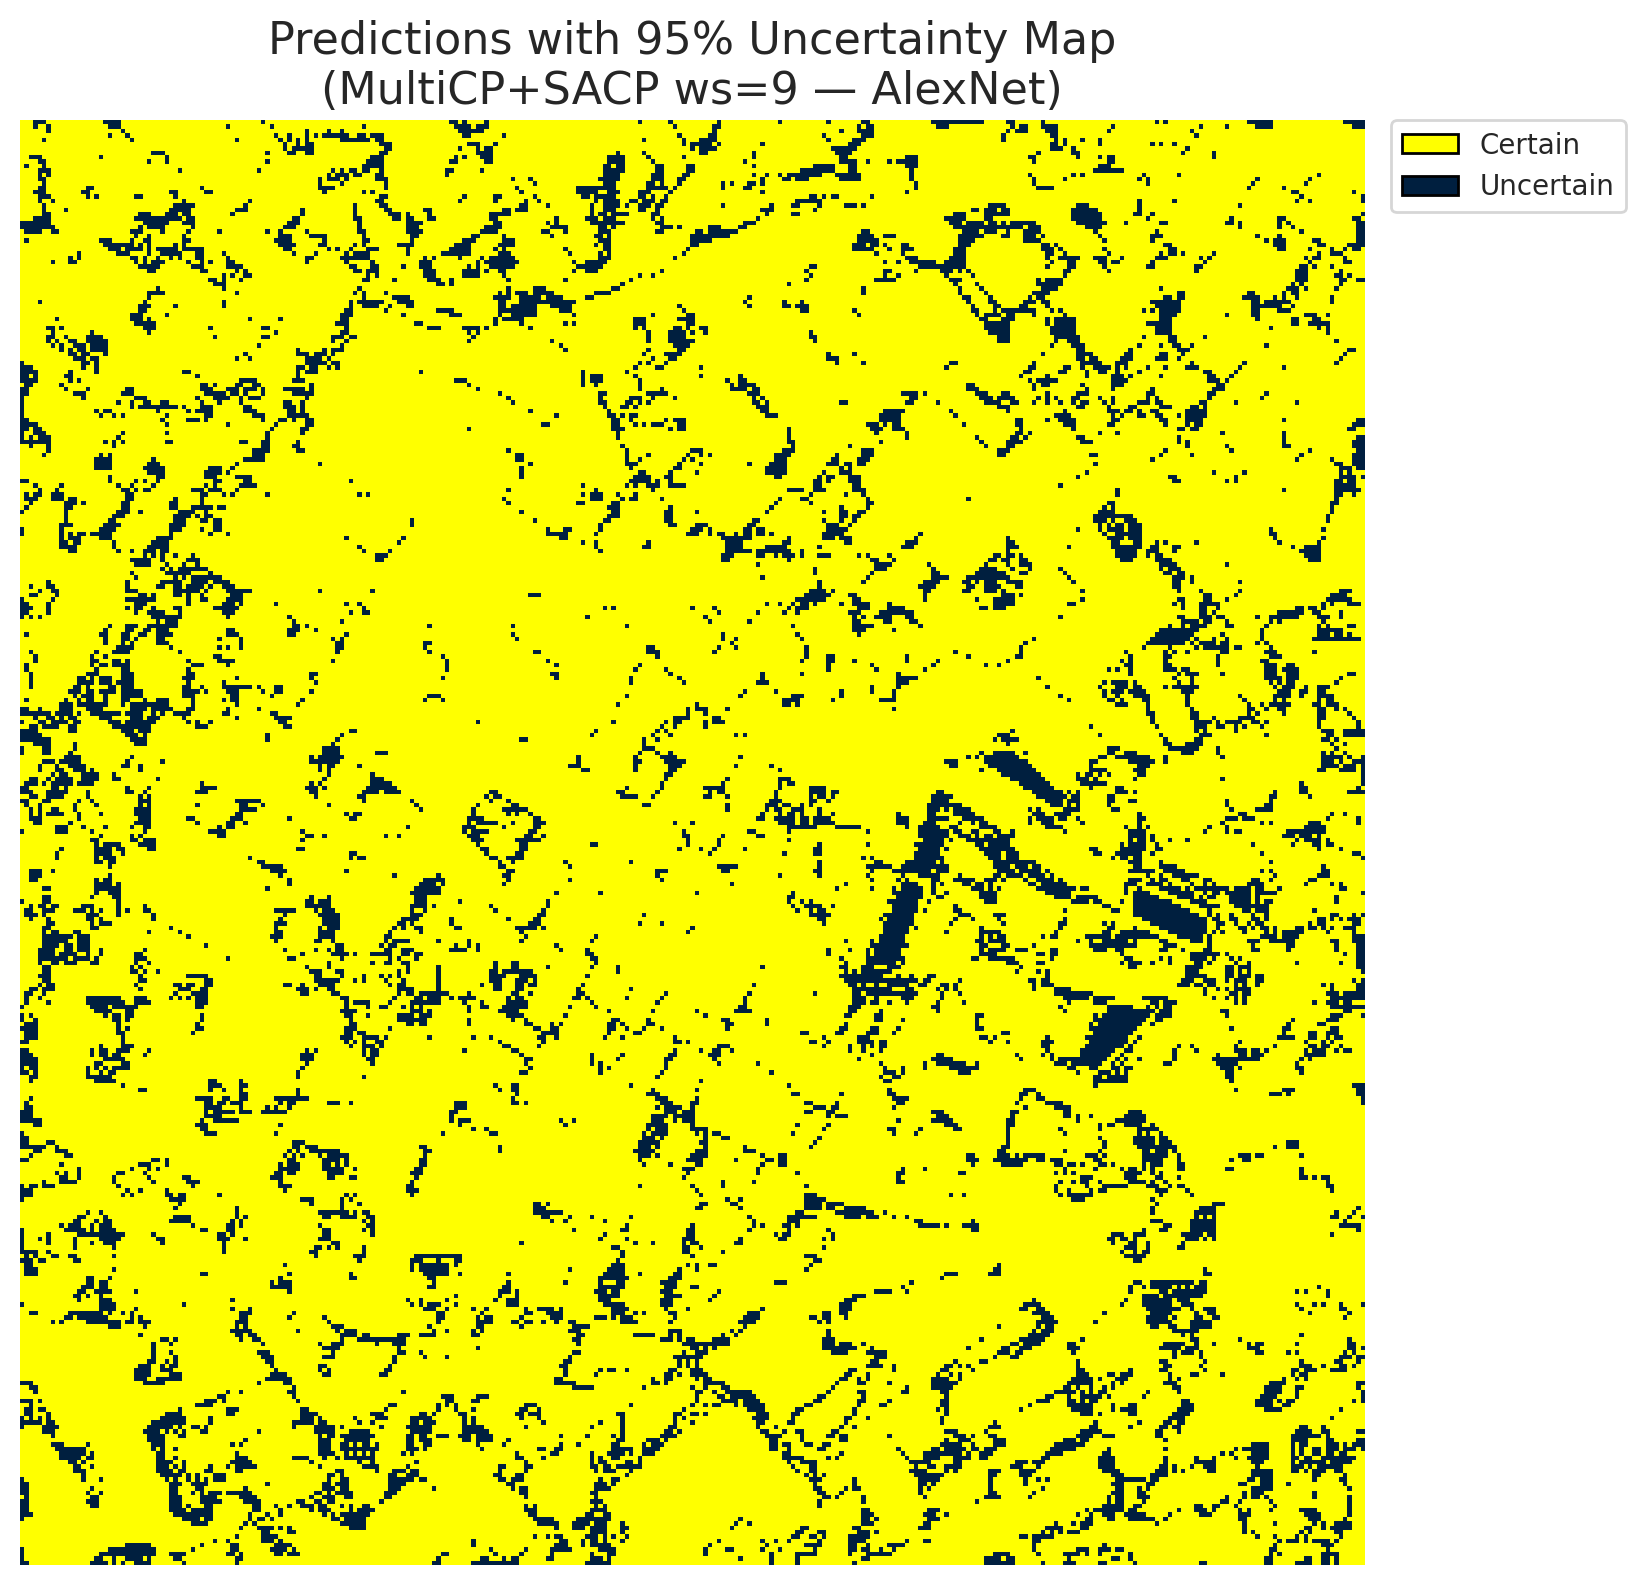 Predictions with 95% Uncertainty Map
(MultiCP+SACP ws=9 — AlexNet)
Certain
Uncertain